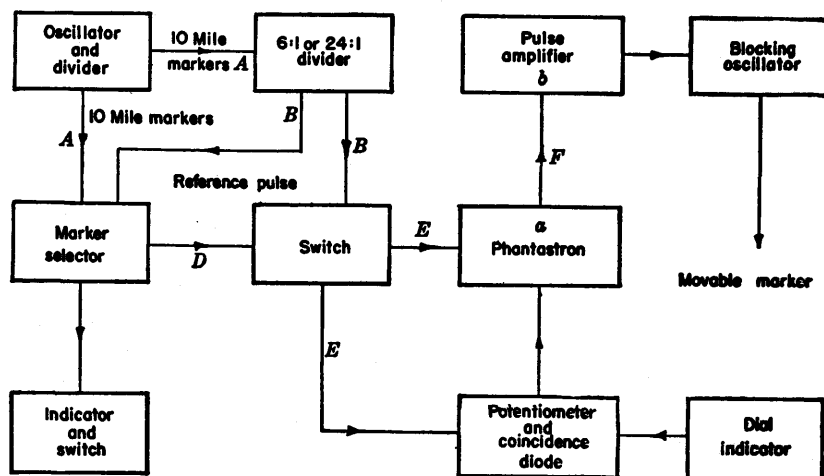 Oscillator
and
divider
10 Mile
markers A
6:1 or 24:1
divider
Pulse
amplifier
b
Blocking
oscillator
A
10 Mile markers
B
B
Reference pulse
F
Marker
selector
D
Switch
E
a
Phantastron
Movable marker
E
Indicator
and
switch
Potentiometer
and
coincidence
diode
Dial
indicator